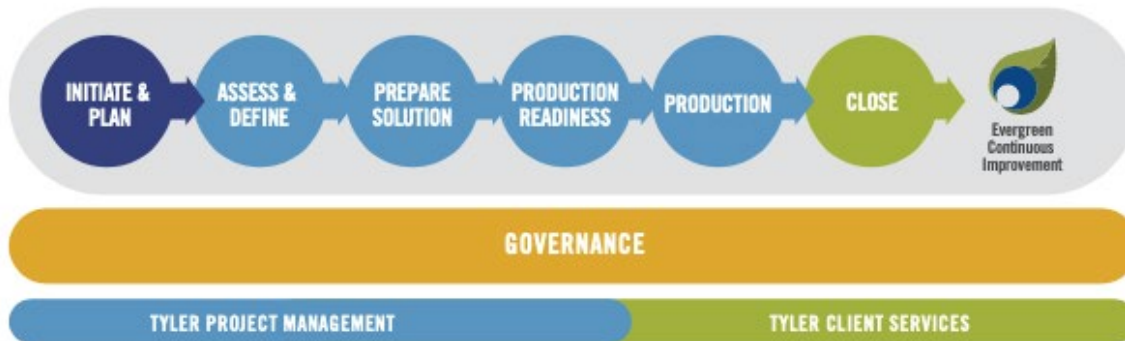 INITIATE &
PLAN
ASSESS &
DEFINE
PREPARE
SOLUTION
PRODUCTION
READINESS
PRODUCTION
CLOSE
Evergreen
Continuous
Improvement
GOVERNANCE
TYLER PROJECT MANAGEMENT
TYLER CLIENT SERVICES